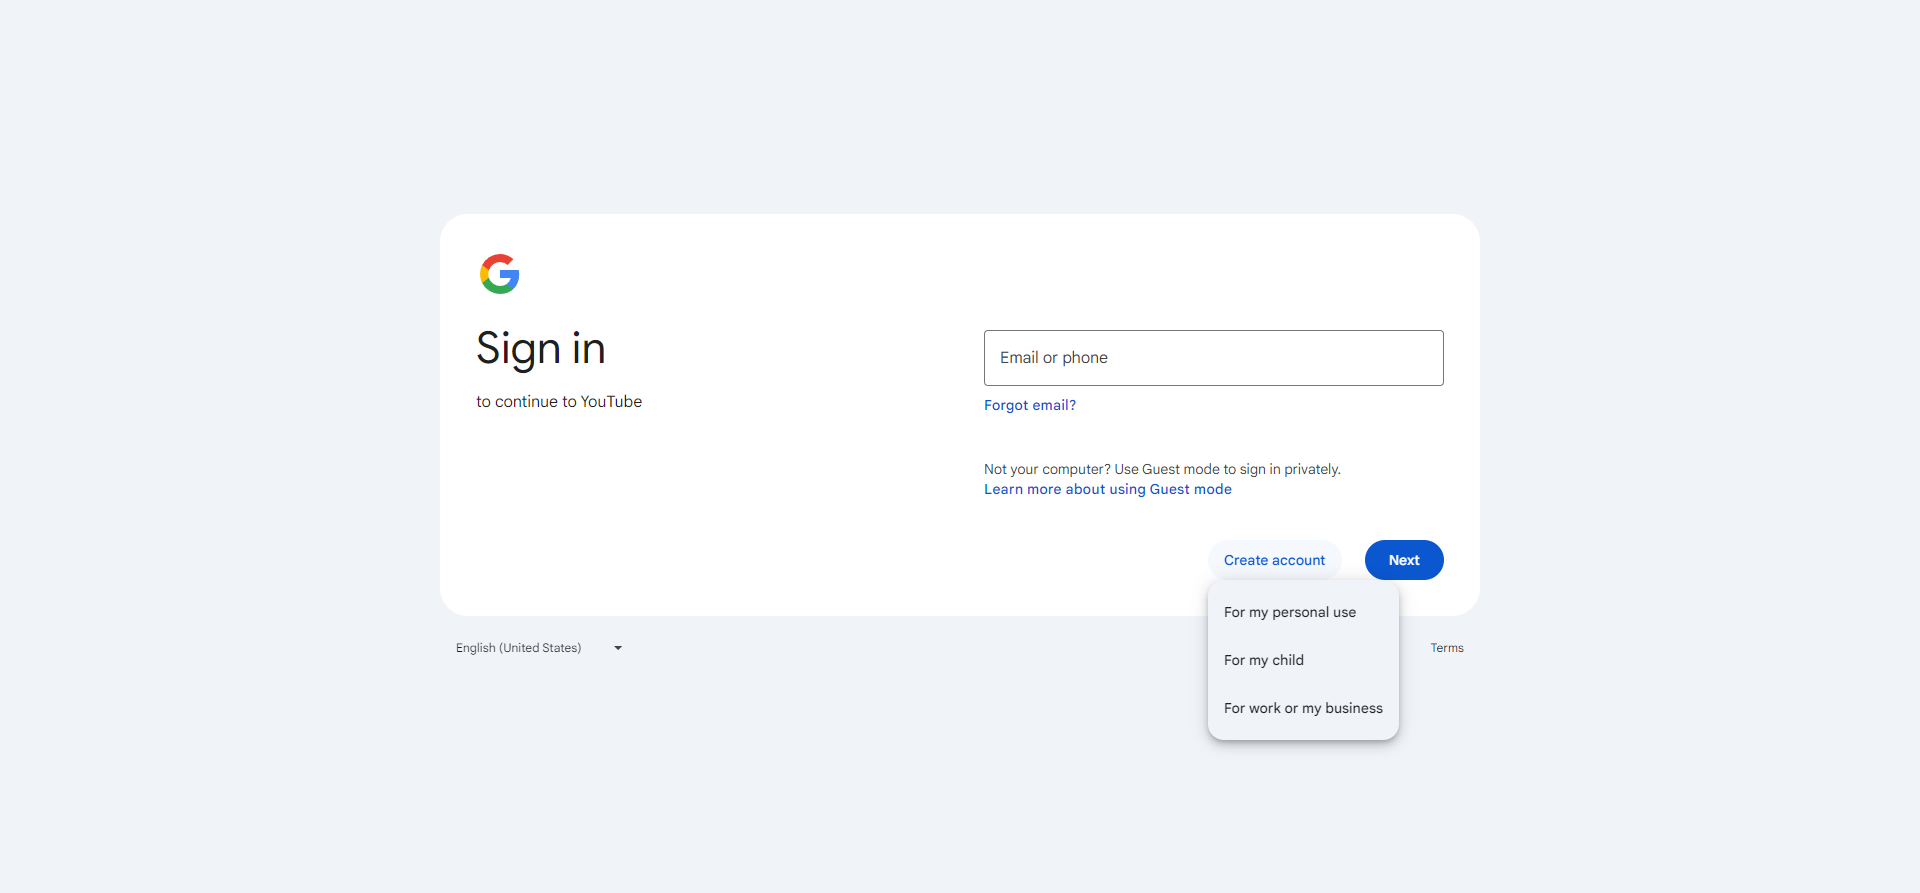 Sign in
to continue to YouTube
Email or phone
Forgot email?
Not your computer? Use Guest mode to sign in privately.
Learn more about using Guest mode
Create account
Next
For my personal use
For my child
For work or my business
English (United States)
Terms